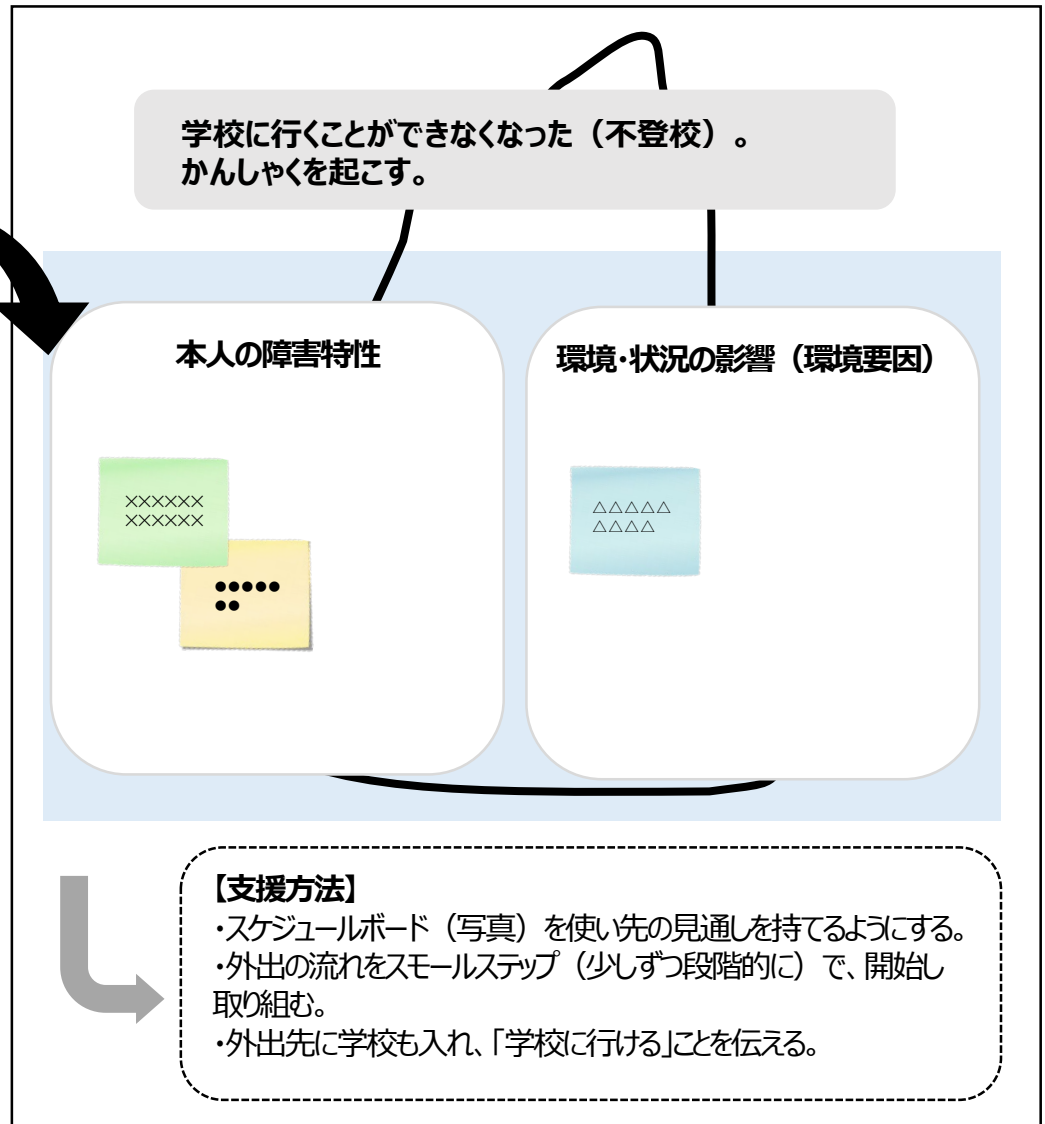 学校に行くことができなくなった（不登校）。
かんしゃくを起こす。
本人の障害特性
環境・状況の影響（環境要因）
××××××
××××××
●●●●●
●●
△△△△△
△△△△
【支援方法】
・スケジュールボード（写真）を使い先の見通しを持てるようにする。
・外出の流れをスモールステップ（少しずつ段階的に）で、開始し
取り組む。
・外出先に学校も入れ、「学校に行ける」ことを伝える。